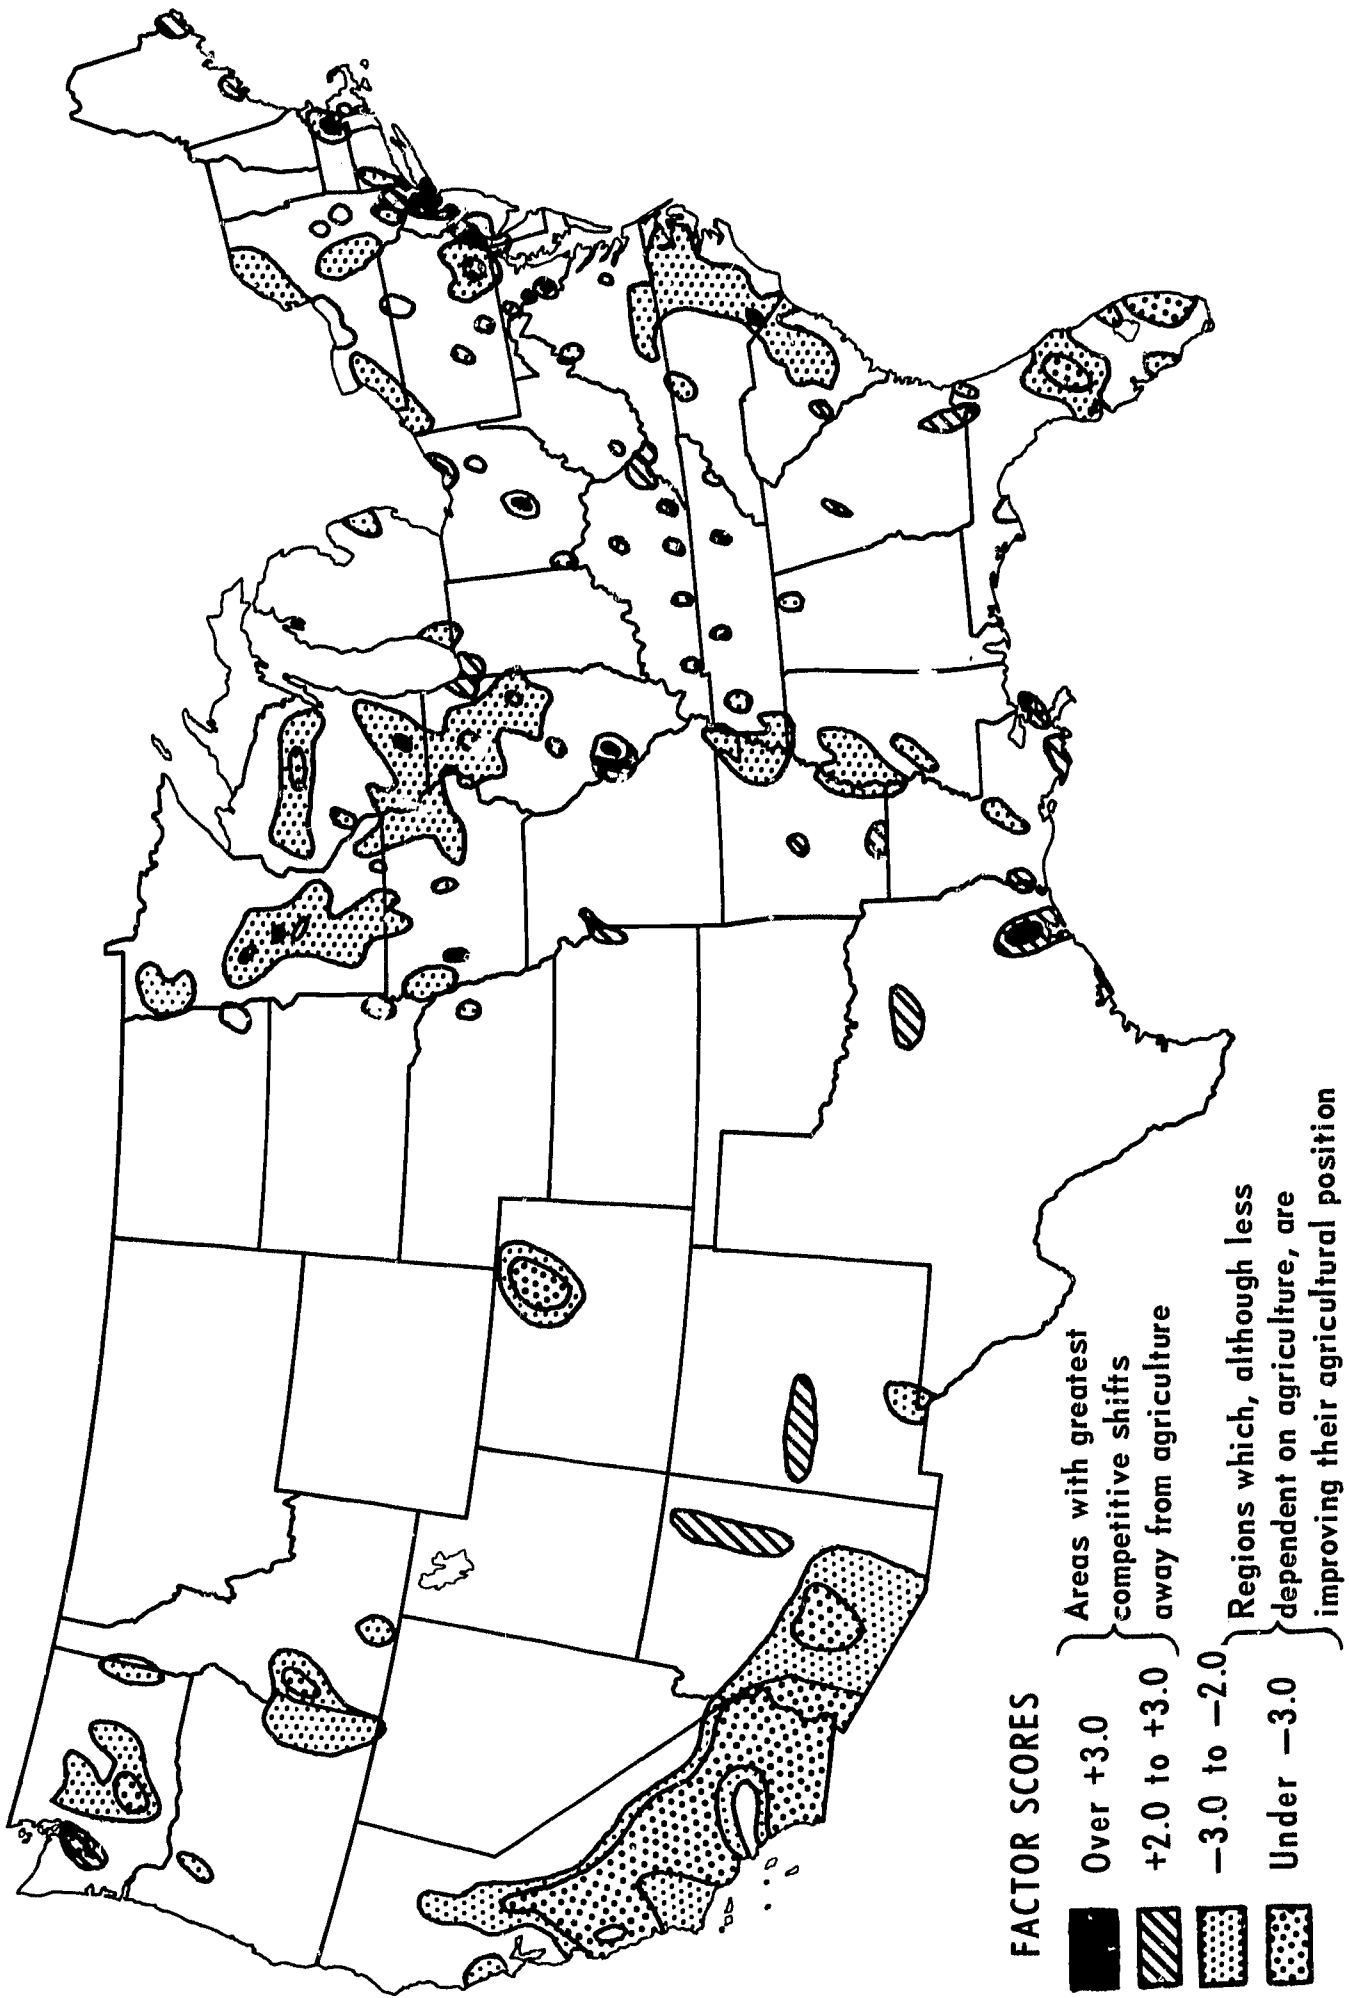 FACTOR SCORES
Over +3.0
+2.0 to +3.0
Areas with greatest
competitive shifts
away from agriculture
−3.0 to −2.0
Under −3.0
Regions which, although less
dependent on agriculture, are
improving their agricultural position